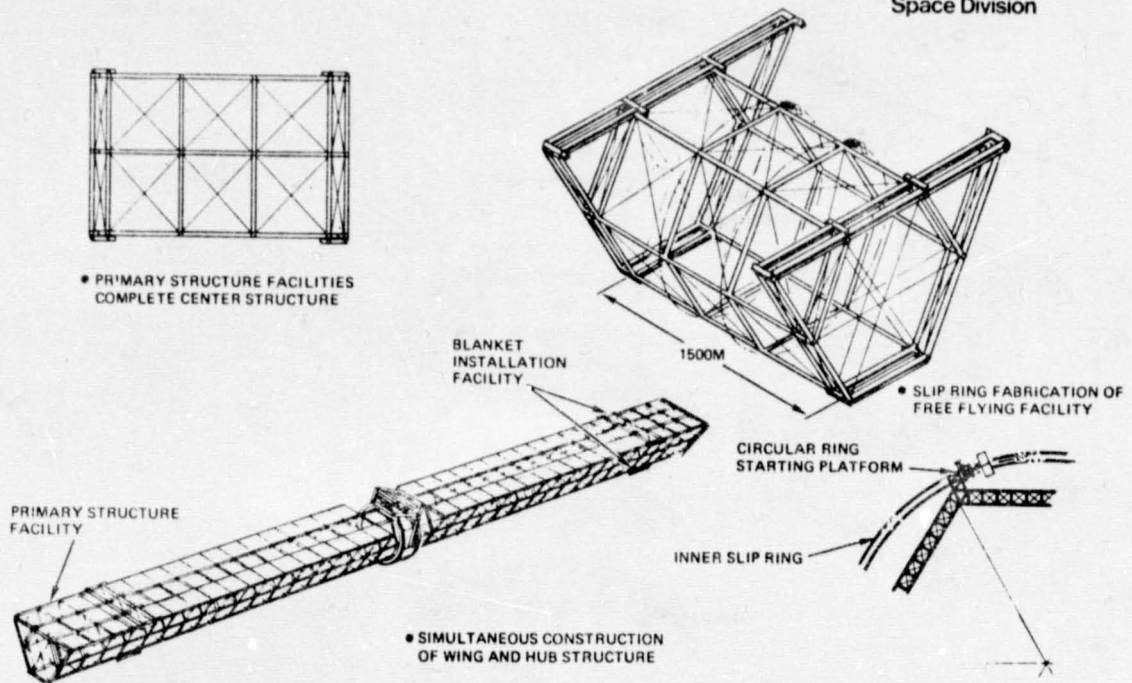 Space Division
• PRIMARY STRUCTURE FACILITIES
COMPLETE CENTER STRUCTURE
1500M
• SLIP RING FABRICATION OF
FREE FLYING FACILITY
BLANKET
INSTALLATION
FACILITY
CIRCULAR RING
STARTING PLATFORM
PRIMARY STRUCTURE
FACILITY
INNER SLIP RING
• SIMULTANEOUS CONSTRUCTION
OF WING AND HUB STRUCTURE